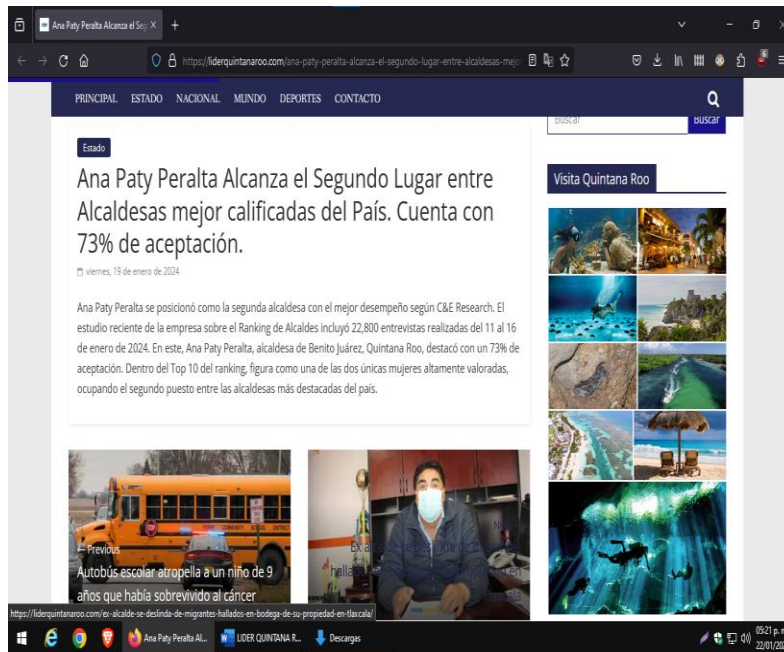 Ana Paty Peralta Alcanza el Seg
https://liderquintanaroo.com/ana-paty-peralta-alcanza-el-segundo-lugar-entre-alcaldesas-mejo
6
PRINCIPAL ESTADO NACIONAL MUNDO DEPORTES CONTACTO
Buscar Buscar
Estado
Ana Paty Peralta Alcanza el Segundo Lugar entre
Alcaldesas mejor calificadas del País. Cuenta con
73% de aceptación.
viernes, 19 de enero de 2024
Ana Paty Peralta se posicionó como la segunda alcaldesa con el mejor desempeño según C&E Research. El
estudio reciente de la empresa sobre el Ranking de Alcaldes incluyó 22,800 entrevistas realizadas del 11 al 16
de enero de 2024. En este, Ana Paty Peralta, alcaldesa de Benito Juárez, Quintana Roo, destacó con un 73% de
aceptación. Dentro del Top 10 del ranking, figura como una de las dos únicas mujeres altamente valoradas,
ocupando el segundo puesto entre las alcaldesas más destacadas del país.
Visita Quintana Roo
← Previous
Autobús escolar atropella a un niño de 9
años que había sobrevivido al cáncer
https://liderquintanaroo.com/ex-alcalde-se-deslinda-de-migrantes-hallados-en-bodega-de-su-propiedad-en-tlaxcala/
Ana Paty Peralta Al...
LIDER QUINTANA R...
Descargas
05:21 p. m.